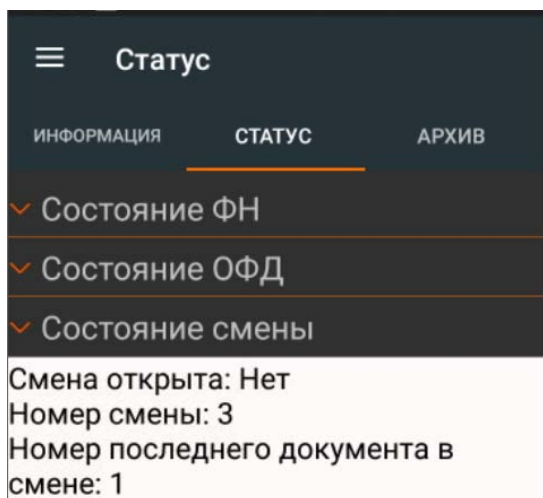 Статус
ИНФОРМАЦИЯ СТАТУС АРХИВ
Состояние ФН
Состояние ОФД
Состояние смены
Смена открыта: Нет
Номер смены: 3
Номер последнего документа в
смене: 1